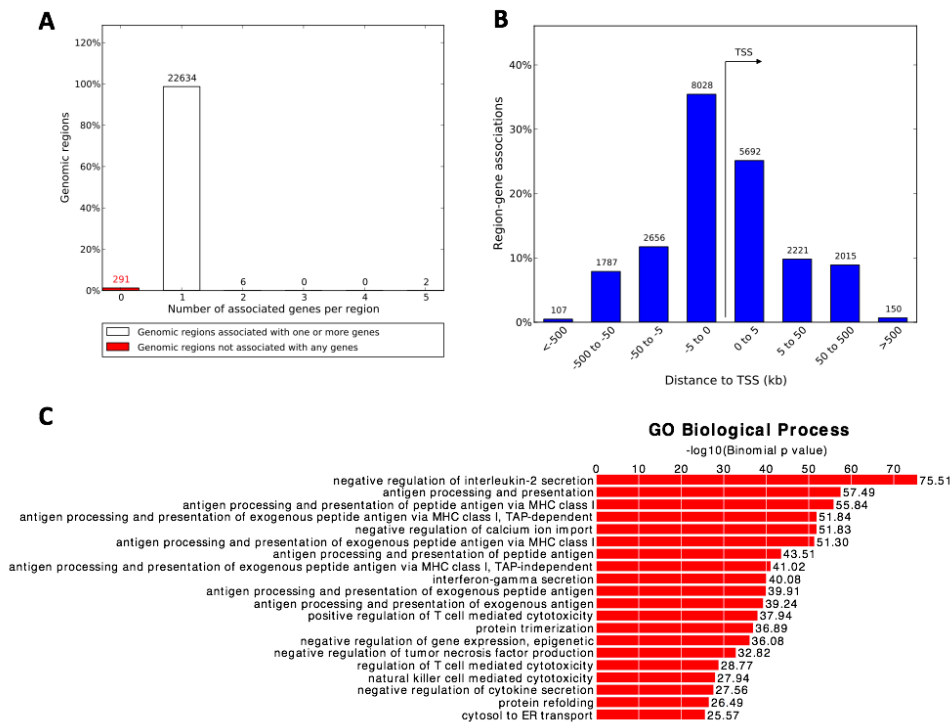 A
120%
100%
80%
60%
40%
20%
0%
Genomic regions
291
22634
6
0
0
2
0
1
2
3
4
5
Number of associated genes per region
Genomic regions associated with one or more genes
Genomic regions not associated with any genes
B
40%
30%
20%
10%
0%
Region-gene associations
TSS
107
1787
2656
8028
5692
2221
2015
150
<-500
-500 to -50
-50 to -5
-5 to 0
0 to 5
5 to 50
50 to 500
>500
Distance to TSS (kb)
C
GO Biological Process
-log10(Binomial p value)
0 10 20 30 40 50 60 70
negative regulation of interleukin-2 secretion 75.51
antigen processing and presentation 57.49
antigen processing and presentation of peptide antigen via MHC class I 55.84
antigen processing and presentation of exogenous peptide antigen via MHC class I, TAP-dependent 51.84
negative regulation of calcium ion import 51.83
antigen processing and presentation of exogenous peptide antigen via MHC class I 51.30
antigen processing and presentation of peptide antigen 43.51
antigen processing and presentation of exogenous peptide antigen via MHC class I, TAP-independent 41.02
interferon-gamma secretion 40.08
antigen processing and presentation of exogenous peptide antigen 39.91
antigen processing and presentation of exogenous antigen 39.24
positive regulation of T cell mediated cytotoxicity 37.94
protein trimerization 36.89
negative regulation of gene expression, epigenetic 36.08
negative regulation of tumor necrosis factor production 32.82
regulation of T cell mediated cytotoxicity 28.77
natural killer cell mediated cytotoxicity 27.94
negative regulation of cytokine secretion 27.56
protein refolding 26.49
cytosol to ER transport 25.57